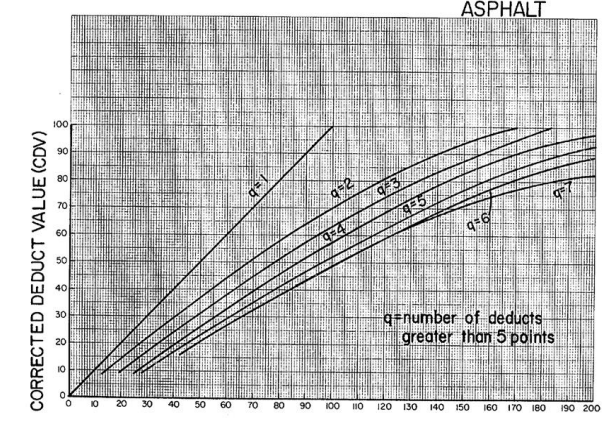 ASPHALT
CORRECTED DEDUCT VALUE (CDV)
100
90
80
70
60
50
40
30
20
10
0
q=1
q=2
q=3
q=4
q=5
q=6
q=7
q=number of deducts
greater than 5 points
0 10 20 30 40 50 60 70 80 90 100 110 120 130 140 150 160 170 180 190 200